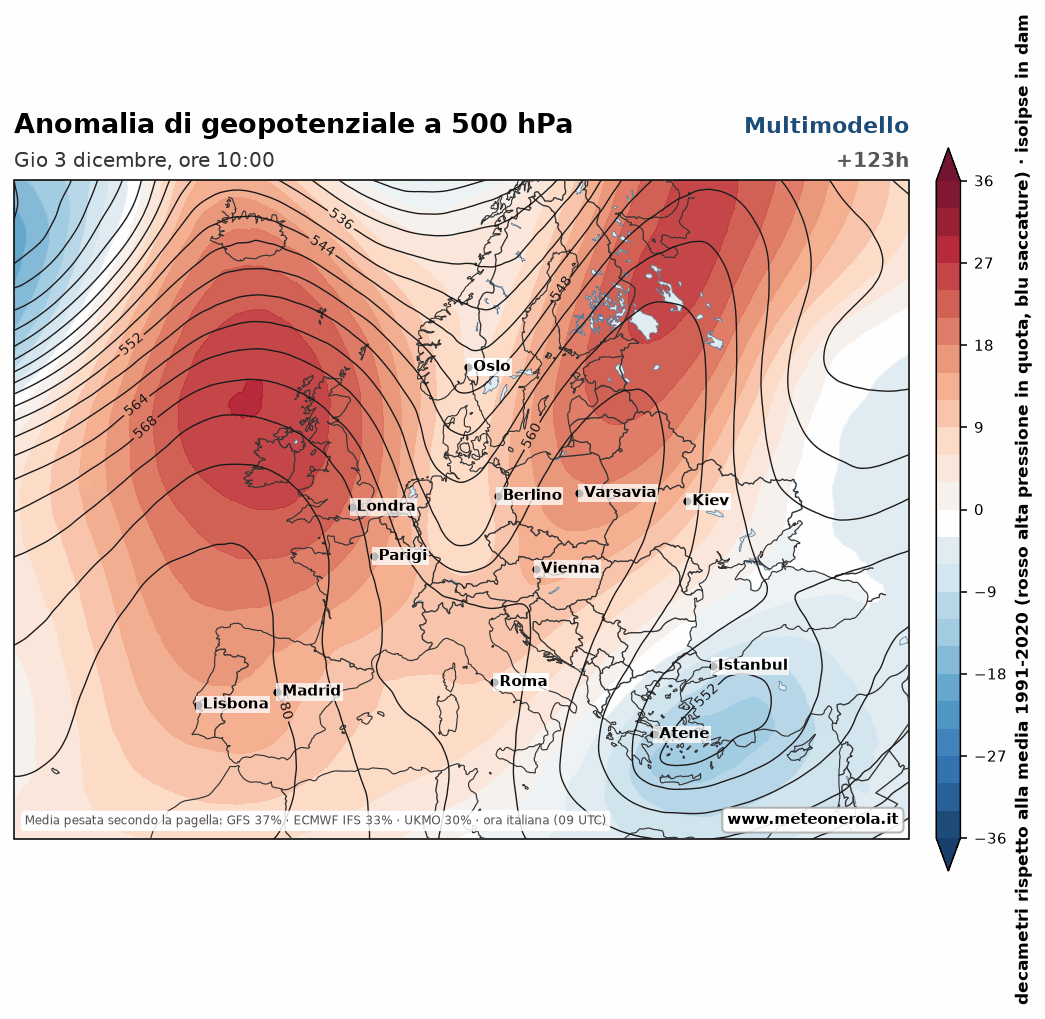 Anomalia di geopotenziale a 500 hPa
Multimodello
Gio 3 dicembre, ore 10:00
+123h
536
544
548
552
564
568
560
552
Oslo
Londra
Berlino
Varsavia
Kiev
Parigi
Vienna
Istanbul
Roma
Madrid
Lisbona
Atene
Media pesata secondo la pagella: GFS 37% · ECMWF IFS 33% · UKMO 30% · ora italiana (09 UTC)
www.meteonerola.it
36
27
18
9
0
−9
−18
−27
−36
decametri rispetto alla media 1991-2020 (rosso alta pressione in quota, blu saccature) · isoipse in dam